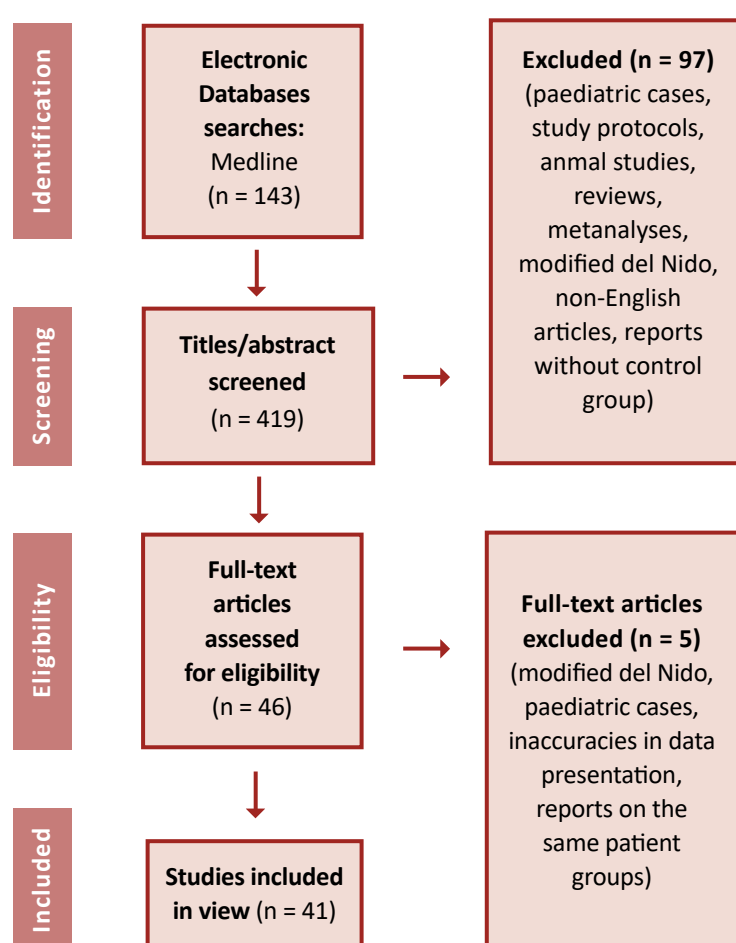 Identification
Electronic
Databases
searches:
Medline
(n = 143)
Excluded (n = 97)
(paediatric cases,
study protocols,
anmal studies,
reviews,
metanalyses,
modified del Nido,
non-English
articles, reports
without control
group)
Screening
Titles/abstract
screened
(n = 419)
Eligibility
Full-text
articles
assessed
for eligibility
(n = 46)
Full-text articles
excluded (n = 5)
(modified del Nido,
paediatric cases,
inaccuracies in data
presentation,
reports on the
same patient
groups)
Included
Studies included
in view (n = 41)